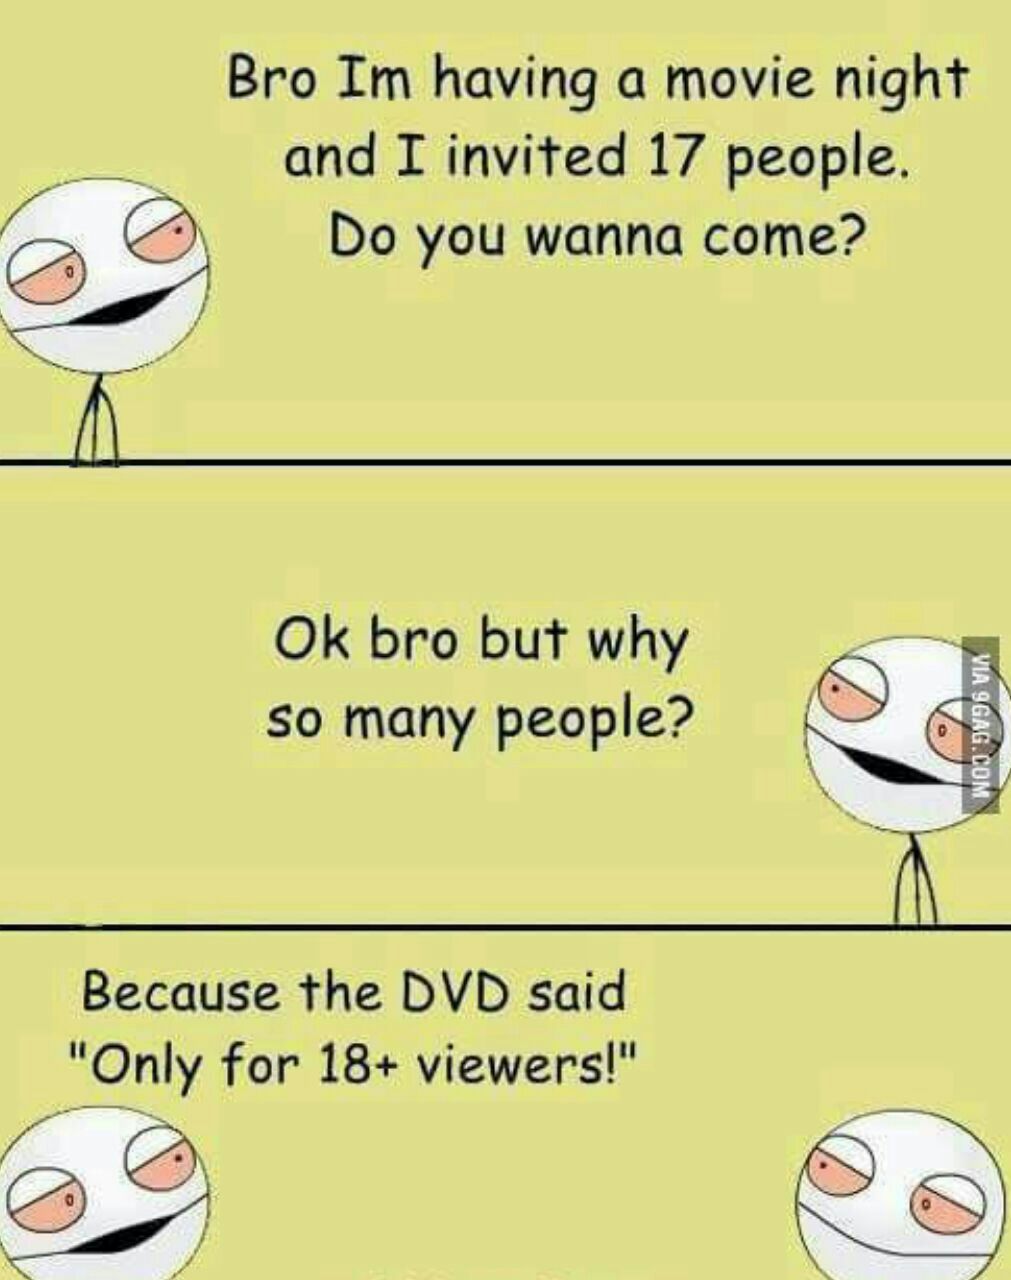 Bro Im having a movie night
and I invited 17 people.
Do you wanna come?
Ok bro but why
so many people?
VIA 9GAG.COM
Because the DVD said
"Only for 18+ viewers!"